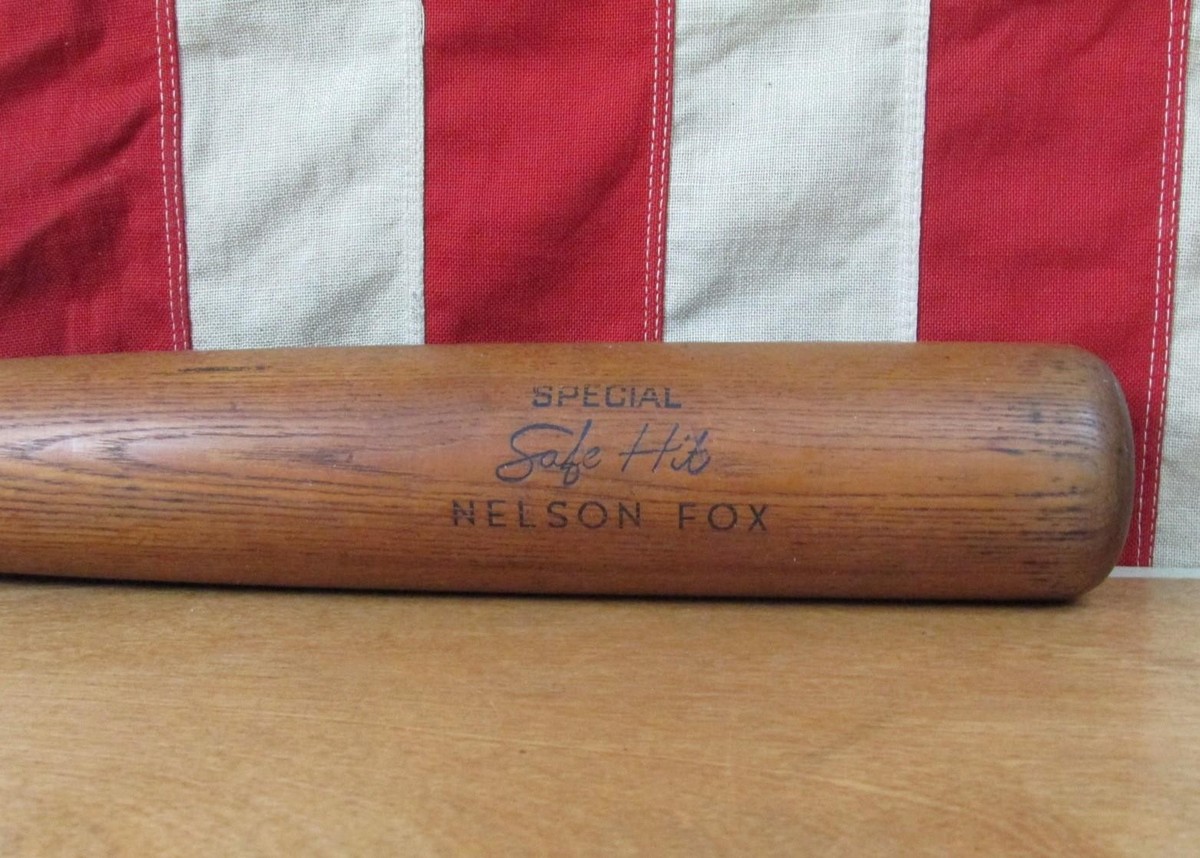 SPECIAL
Safe Hit
NELSON FOX